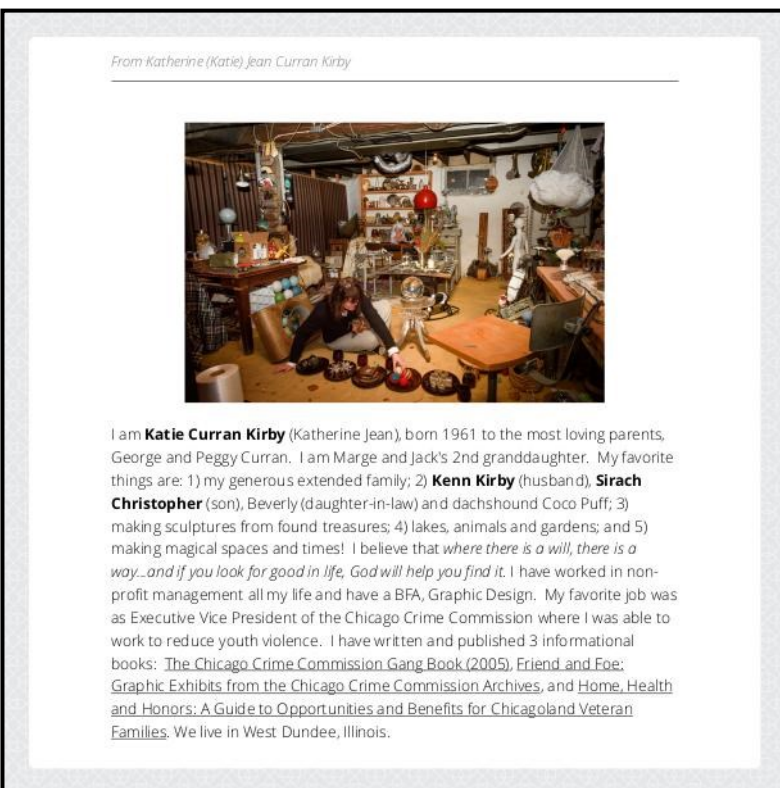 From Katherine (Katie) Jean Curran Kirby
I am Katie Curran Kirby (Katherine Jean), born 1961 to the most loving parents,
George and Peggy Curran.  I am Marge and Jack's 2nd granddaughter.  My favorite
things are: 1) my generous extended family; 2) Kenn Kirby (husband), Sirach
Christopher (son), Beverly (daughter-in-law) and dachshund Coco Puff; 3)
making sculptures from found treasures; 4) lakes, animals and gardens; and 5)
making magical spaces and times!  I believe that where there is a will, there is a
way...and if you look for good in life, God will help you find it. I have worked in non-
profit management all my life and have a BFA, Graphic Design.  My favorite job was
as Executive Vice President of the Chicago Crime Commission where I was able to
work to reduce youth violence.  I have written and published 3 informational
books:  The Chicago Crime Commission Gang Book (2005), Friend and Foe:
Graphic Exhibits from the Chicago Crime Commission Archives, and Home, Health
and Honors: A Guide to Opportunities and Benefits for Chicagoland Veteran
Families. We live in West Dundee, Illinois.